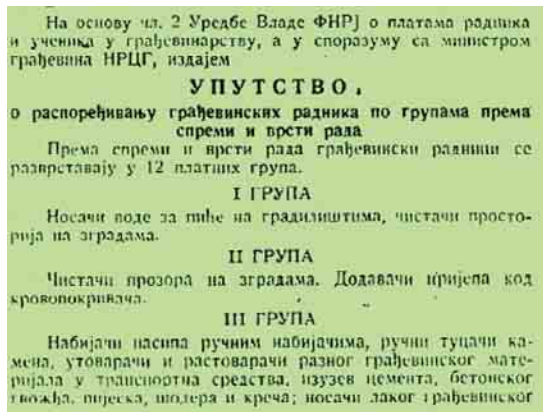 На основу чл. 2 Уредбе Владе ФНРЈ о платама радника
и ученика у грађевинарству, а у споразуму са министром
грађевина НРЦГ, издајем
УПУТСТВО,
о распоређивању грађевинских радника по групама према
спреми и врсти рада
Према спреми и врсти рада грађевински радници се
разврставају у 12 платних група.
I ГРУПА
Носачи воде за пиће на градилиштима, чистачи просто-
рија на зградама.
II ГРУПА
Чистачи прозора на зградама. Додавачи цријепа код
кровопокривача.
III ГРУПА
Набијачи насипа ручним набијачима, ручни туцачи ка-
мена, утоварачи и растоварачи разног грађевинског мате-
ријала у транспортна средства, изузев цемента, бетонског
гвожђа, пијеска, шодера и креча; носачи лаког грађевинског